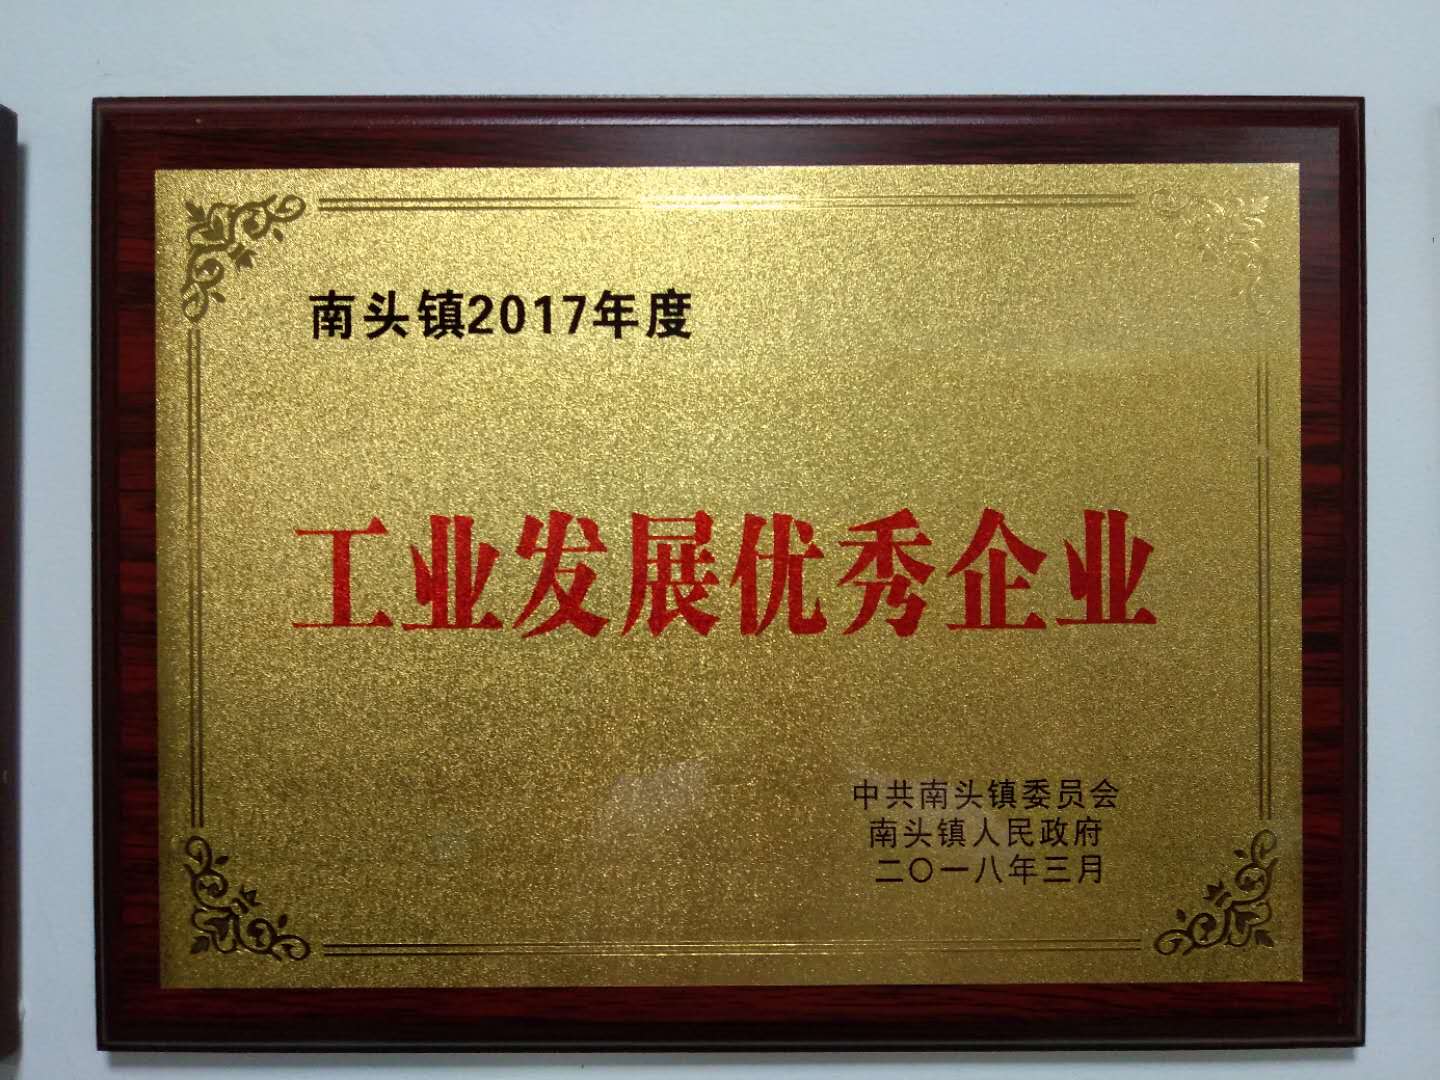 南头镇2017年度
工业发展优秀企业
中共南头镇委员会
南头镇人民政府
二〇一八年三月